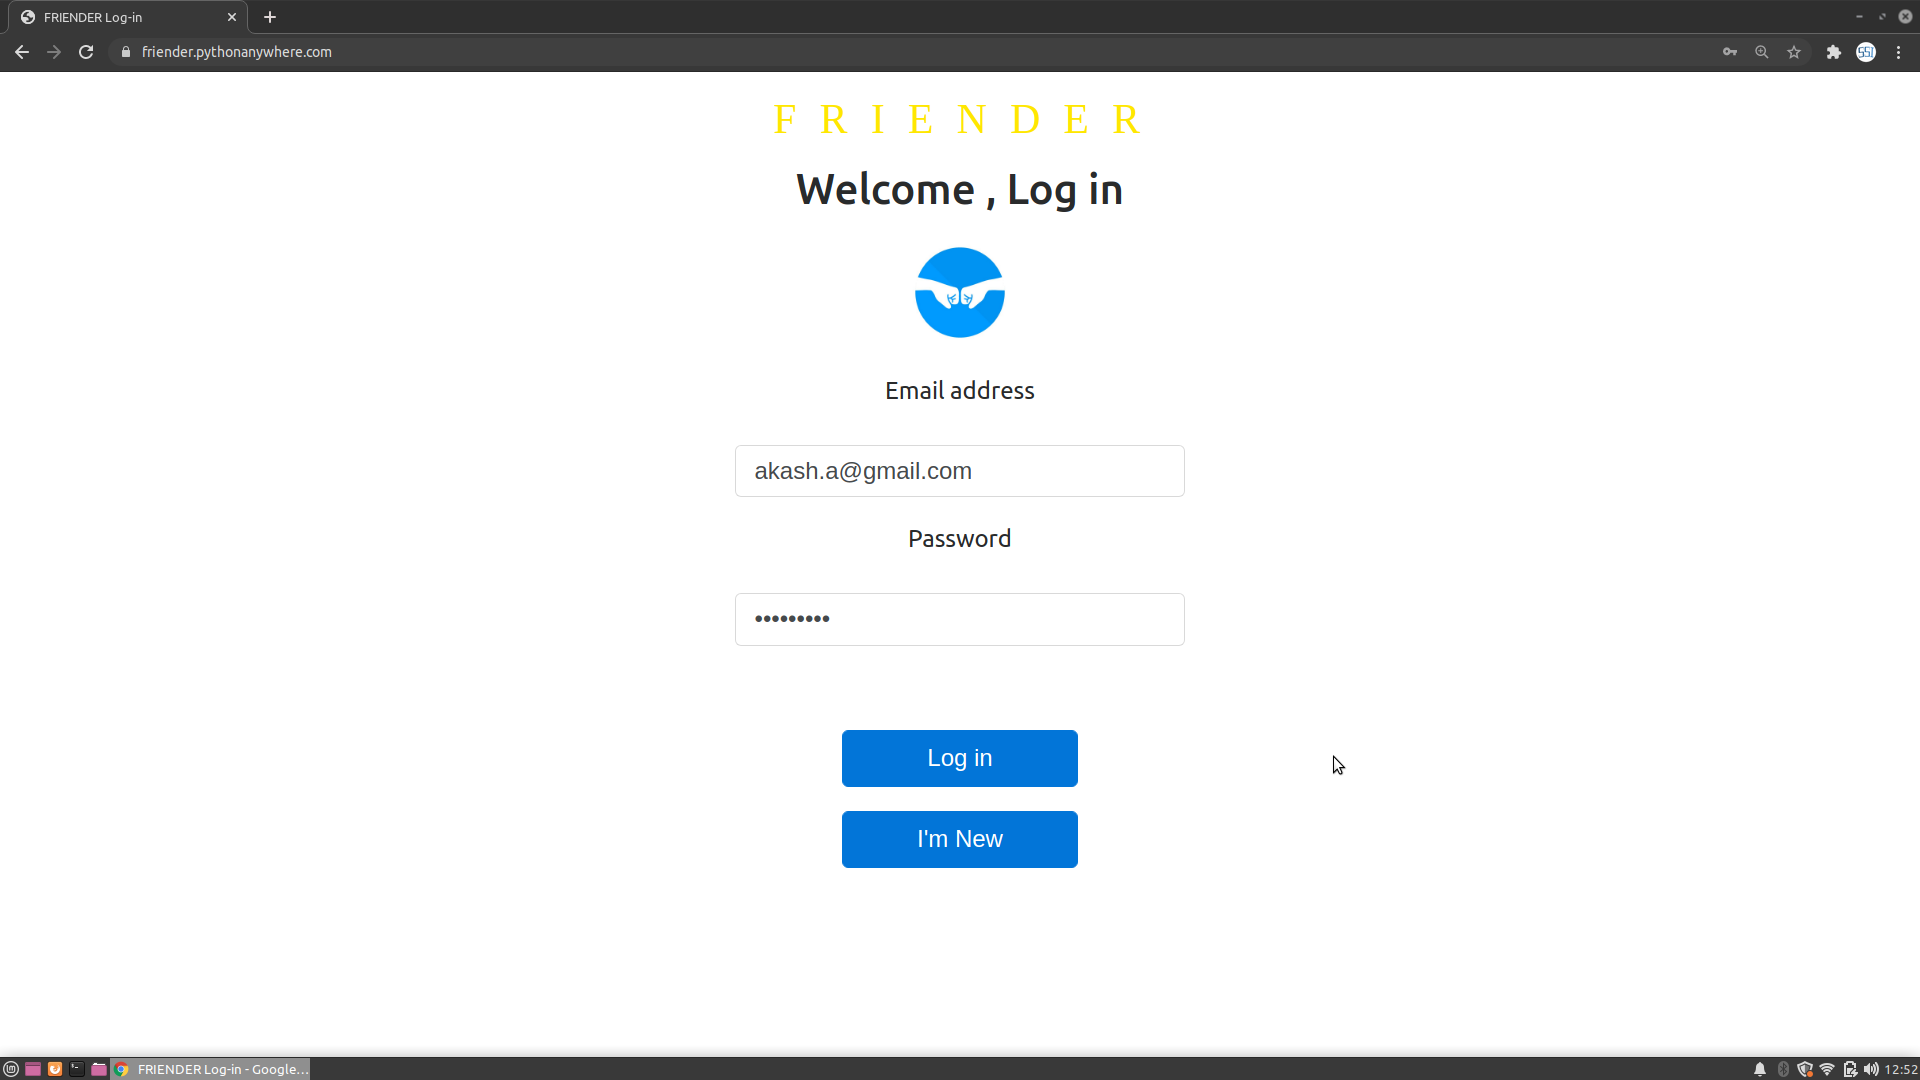 FRIENDER Log-in
friender.pythonanywhere.com
F R I E N D E R
Welcome , Log in
Email address
akash.a@gmail.com
Password
•••••••••
Log in
I'm New
FRIENDER Log-in - Google...
12:52